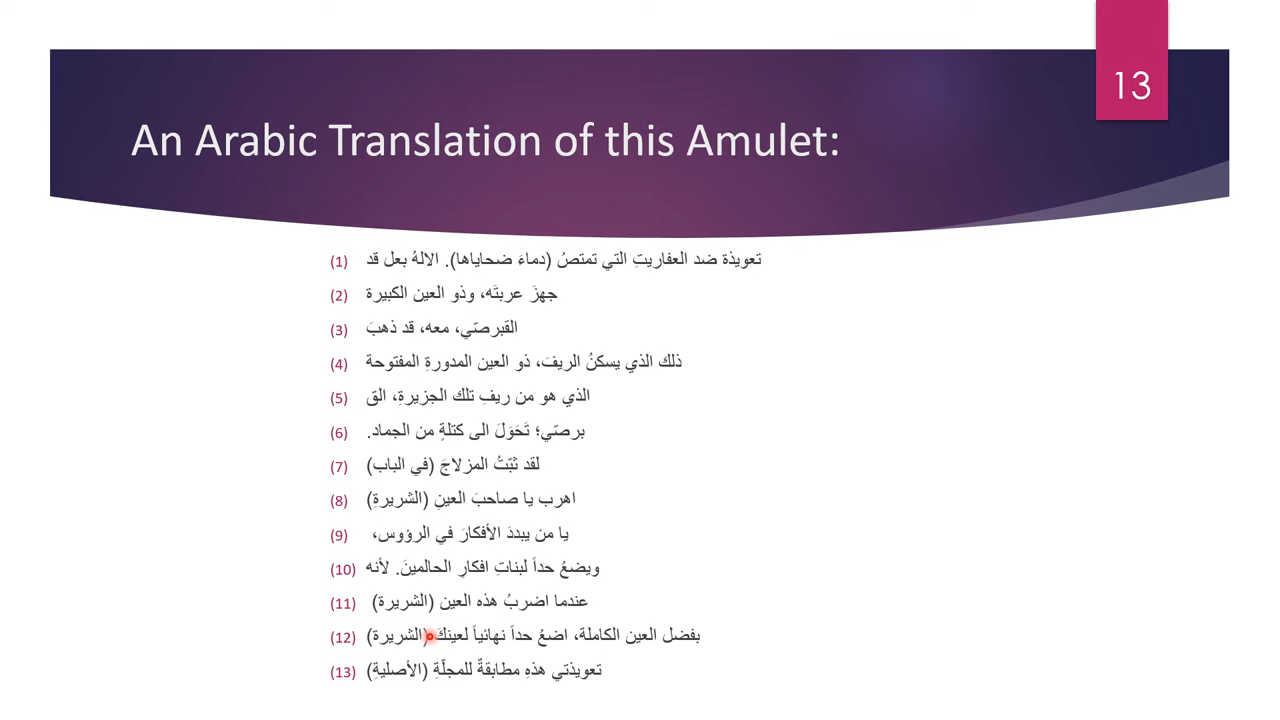 13
An Arabic Translation of this Amulet:
(1) تعويذة ضد العفاريتِ التي تمتصُ (دماءَ ضحاياها). الالهُ بعل قد
(2) جهزَ عربتَه، وذو العين الكبيرة
(3) القبرصّي، معه، قد ذهبَ
(4) ذلك الذي يسكنُ الريفَ، ذو العين المدورةِ المفتوحة
(5) الذي هو من ريفِ تلك الجزيرةِ، الق
(6) برصّي؛ تَحَوَلَ الى كتلةٍ من الجماد.
(7) لقد ثبّتُ المزلاجَ (في الباب)
(8) اهرب يا صاحبَ العينِ (الشريرةِ)
(9) يا من يبددَ الأفكارَ في الرؤوس،
(10) ويضعُ حداً لبناتِ افكارِ الحالمينَ. لأنه
(11) عندما اضربُ هذه العين (الشريرة)
(12) بفضل العين الكاملة، اضعُ حداً نهائياً لعينكَ (الشريرة)
(13) تعويذتي هذهِ مطابقةٌ للمجلّةِ (الأصليةِ)